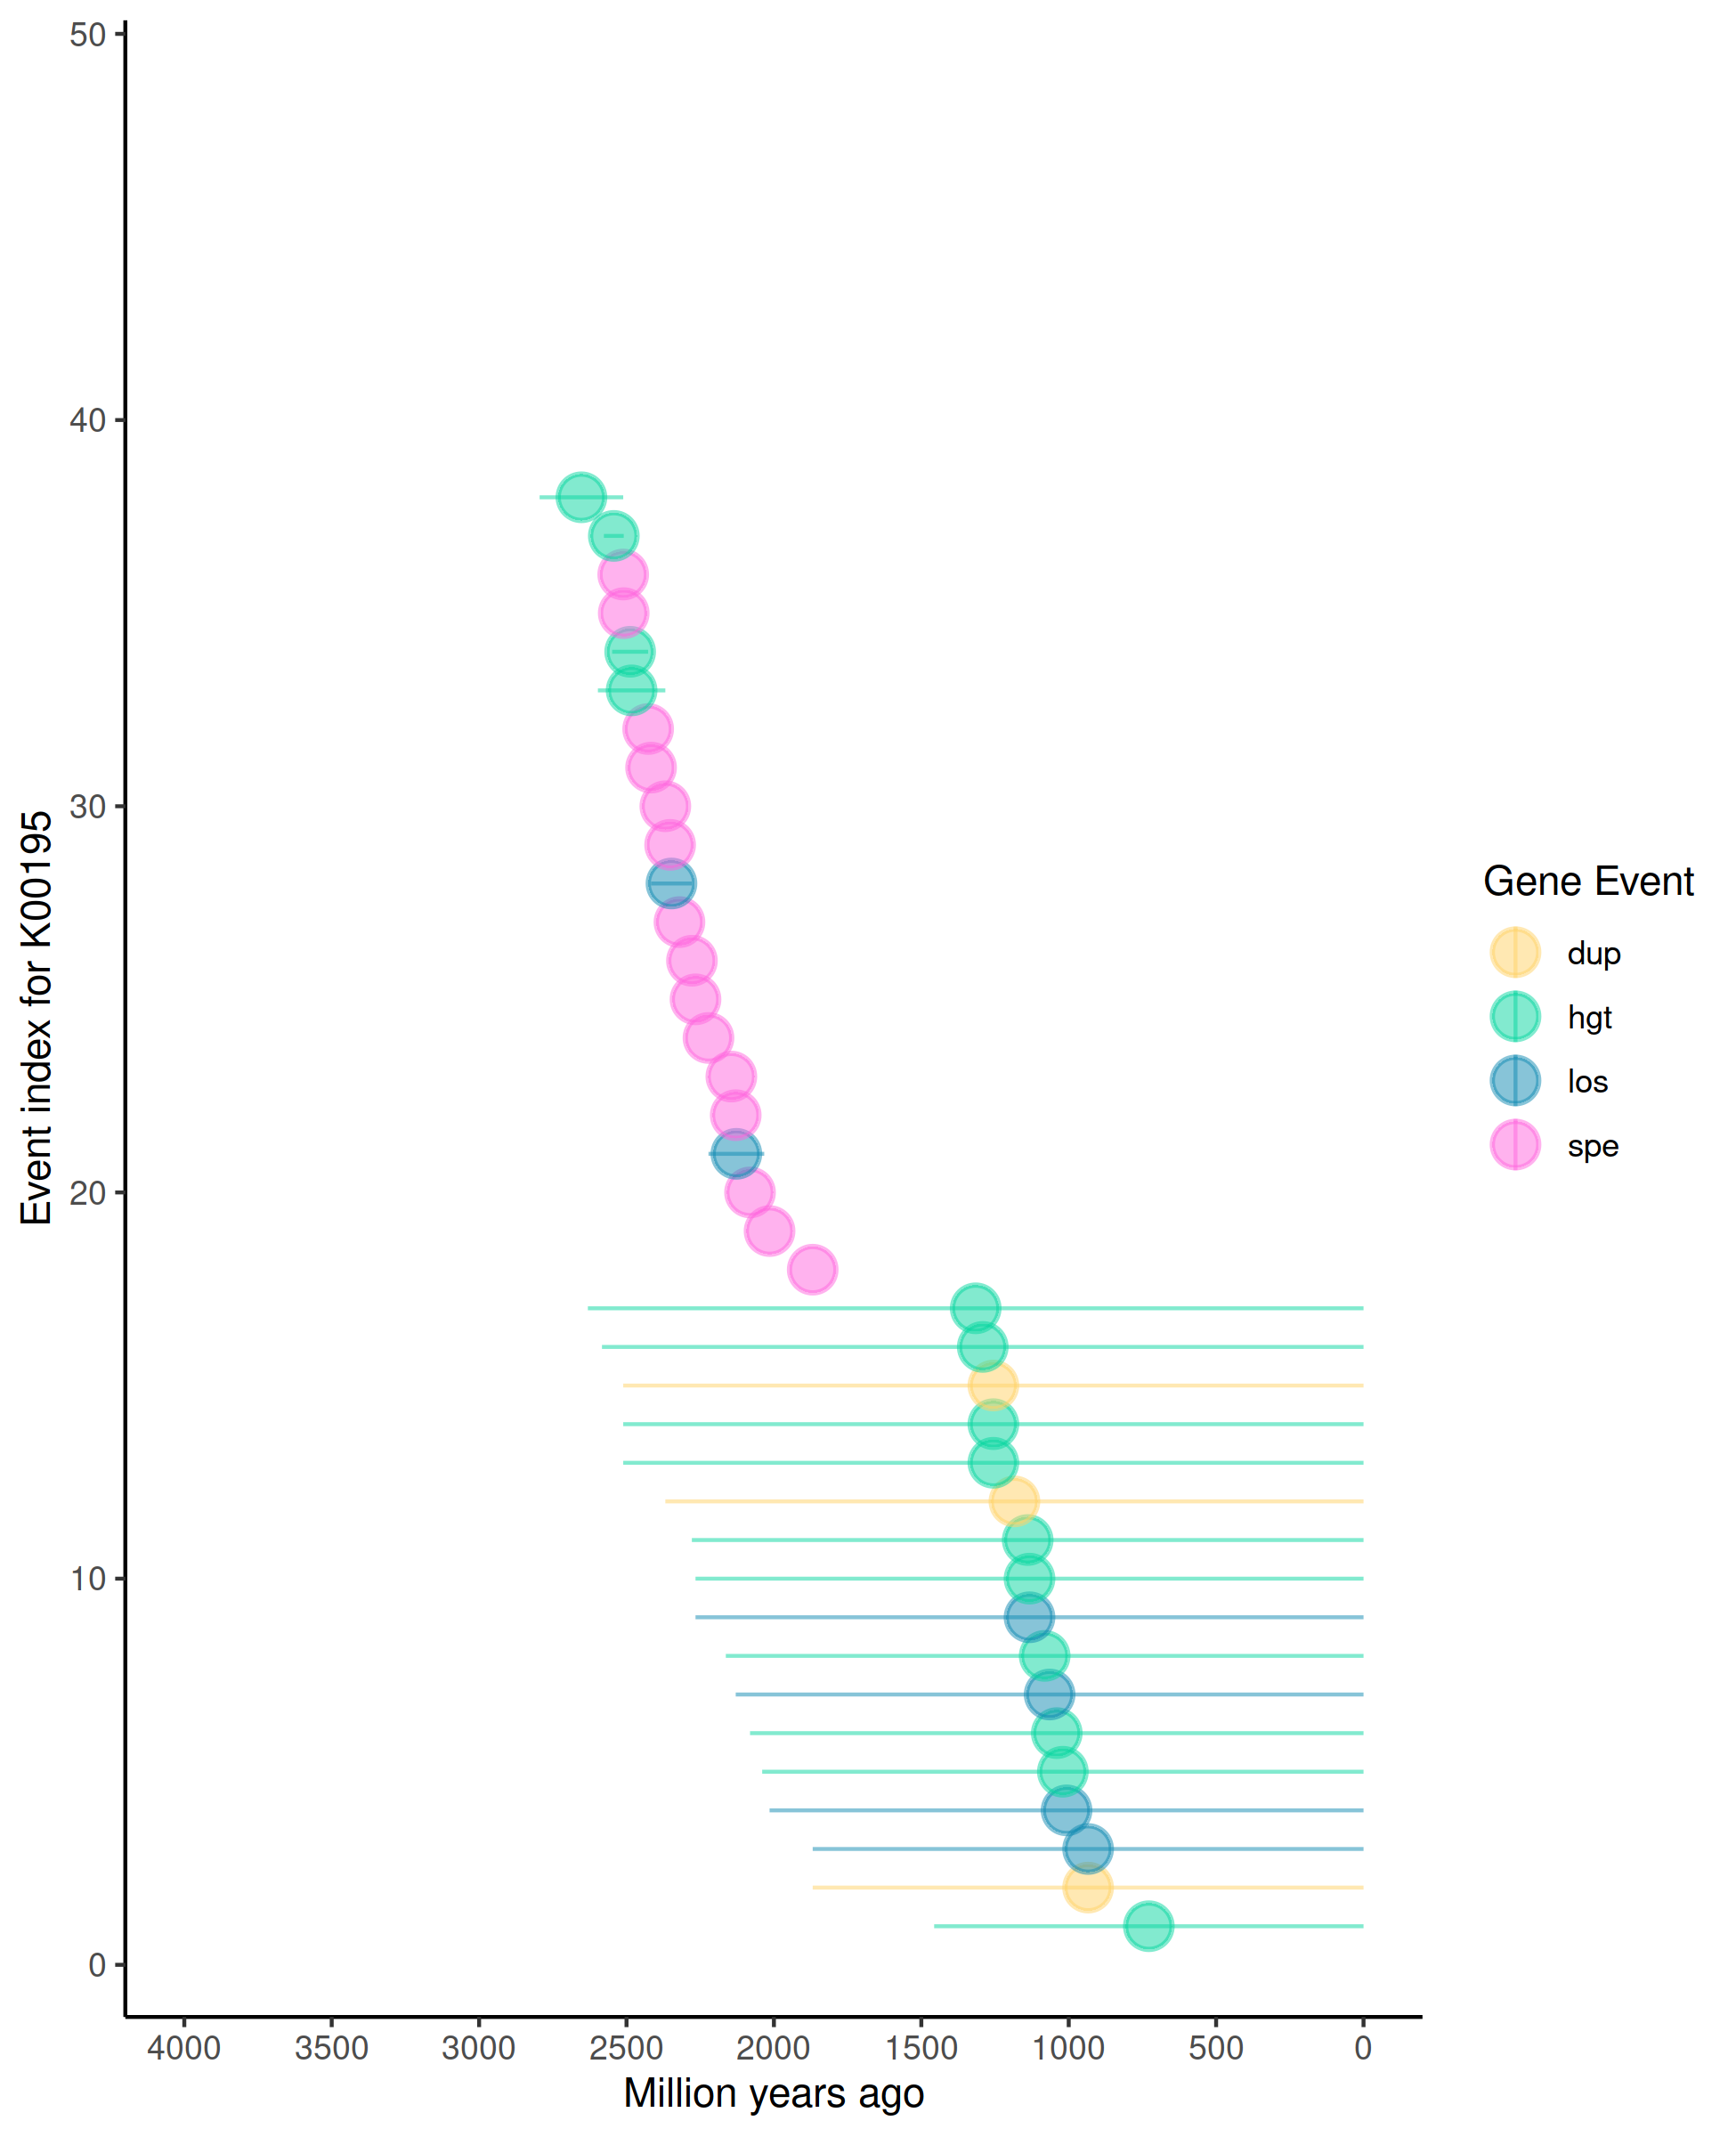 50
40
30
20
10
0
Event index for K00195
4000 3500 3000 2500 2000 1500 1000 500 0
Million years ago
Gene Event
dup
hgt
los
spe